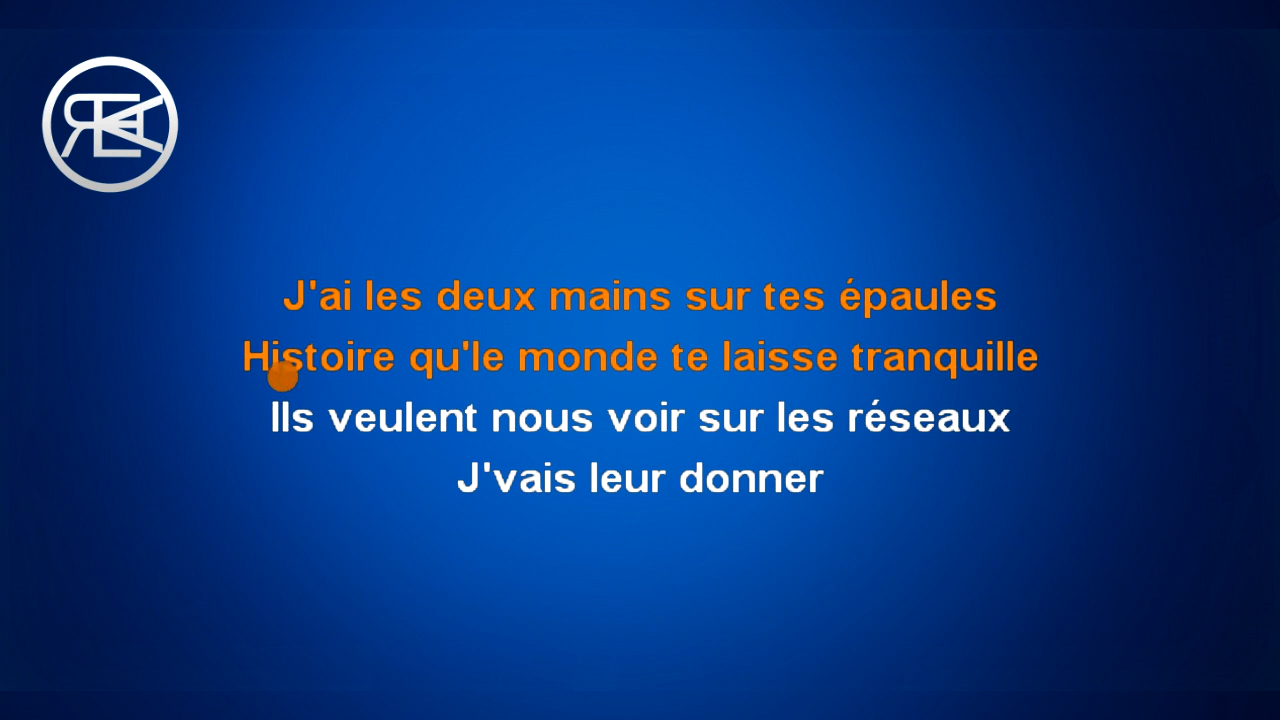 J'ai les deux mains sur tes épaules
Histoire qu'le monde te laisse tranquille
Ils veulent nous voir sur les réseaux
J'vais leur donner